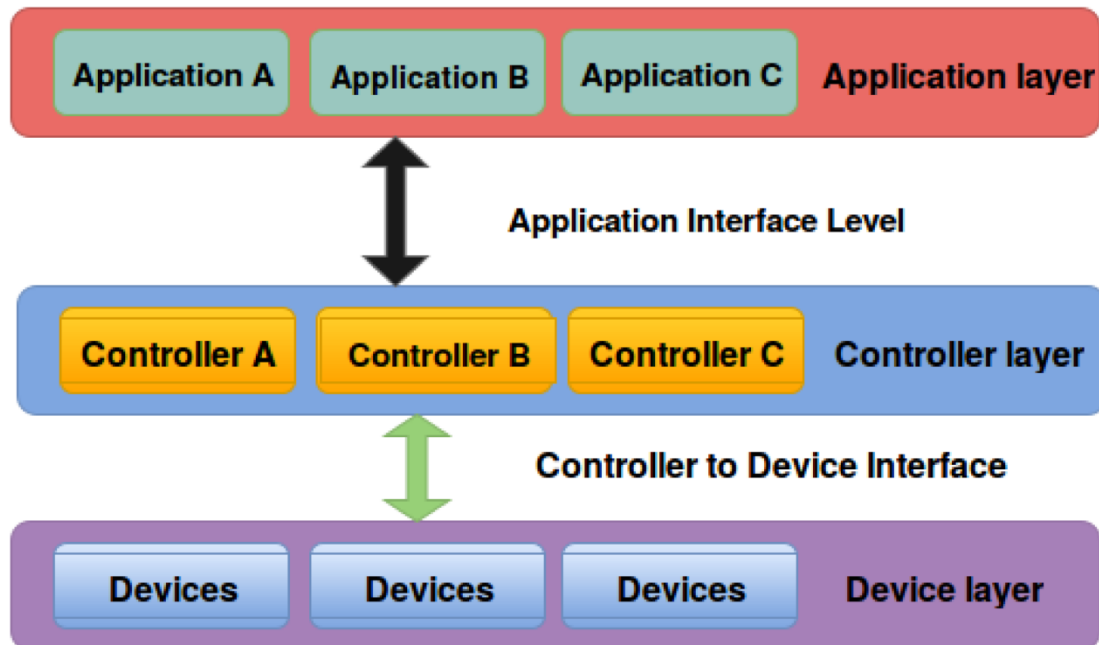 Application A
Application B
Application C
Application layer
Application Interface Level
Controller A
Controller B
Controller C
Controller layer
Controller to Device Interface
Devices
Devices
Devices
Device layer